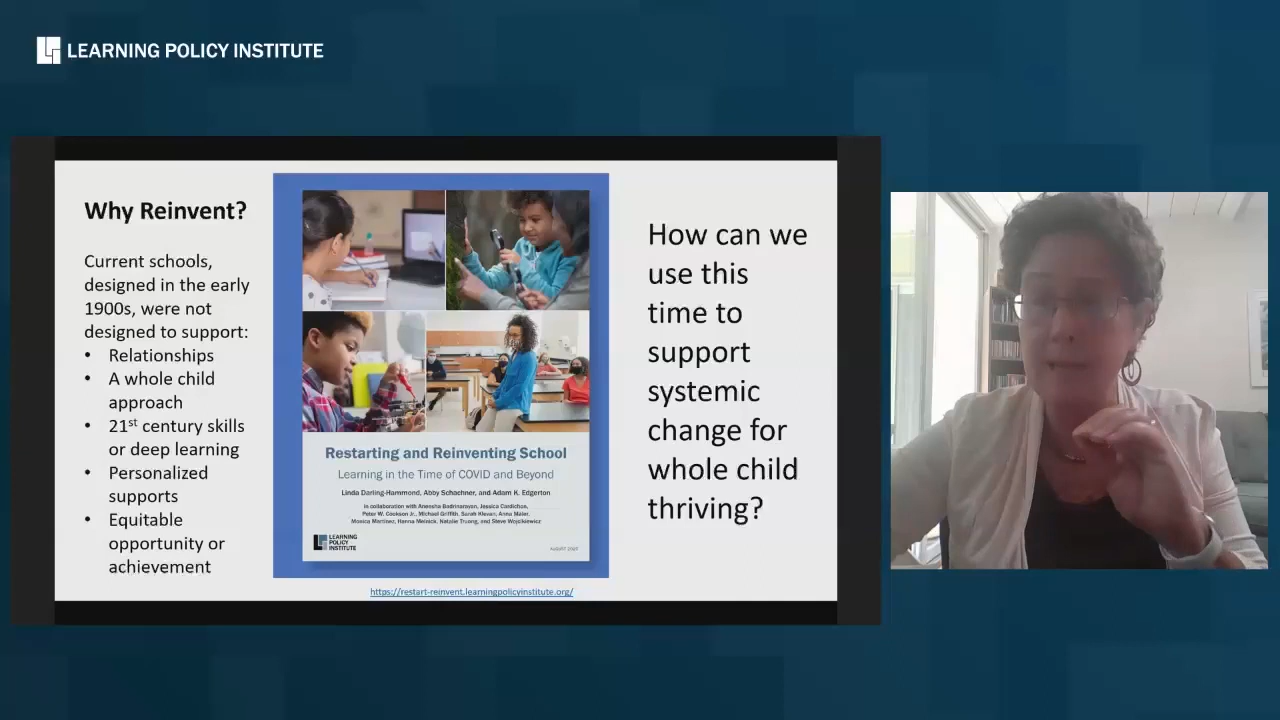 LEARNING POLICY INSTITUTE
Why Reinvent?
Current schools,
designed in the early
1900s, were not
designed to support:
• Relationships
• A whole child
approach
• 21st century skills
or deep learning
• Personalized
supports
• Equitable
opportunity or
achievement
Restarting and Reinventing School
Learning in the Time of COVID and Beyond
Linda Darling-Hammond, Abby Schachner, and Adam K. Edgerton
In collaboration with Aneesha Badrinarayan, Jessica Cardichon,
Peter W. Cookson Jr., Michael Griffith, Sarah Klevan, Anna Maier,
Monica Martinez, Hanna Melnick, Natalie Truong, and Steve Wojcikiewicz
LEARNING
POLICY
INSTITUTE
AUGUST 2020
https://restart-reinvent.learningpolicyinstitute.org/
How can we
use this
time to
support
systemic
change for
whole child
thriving?